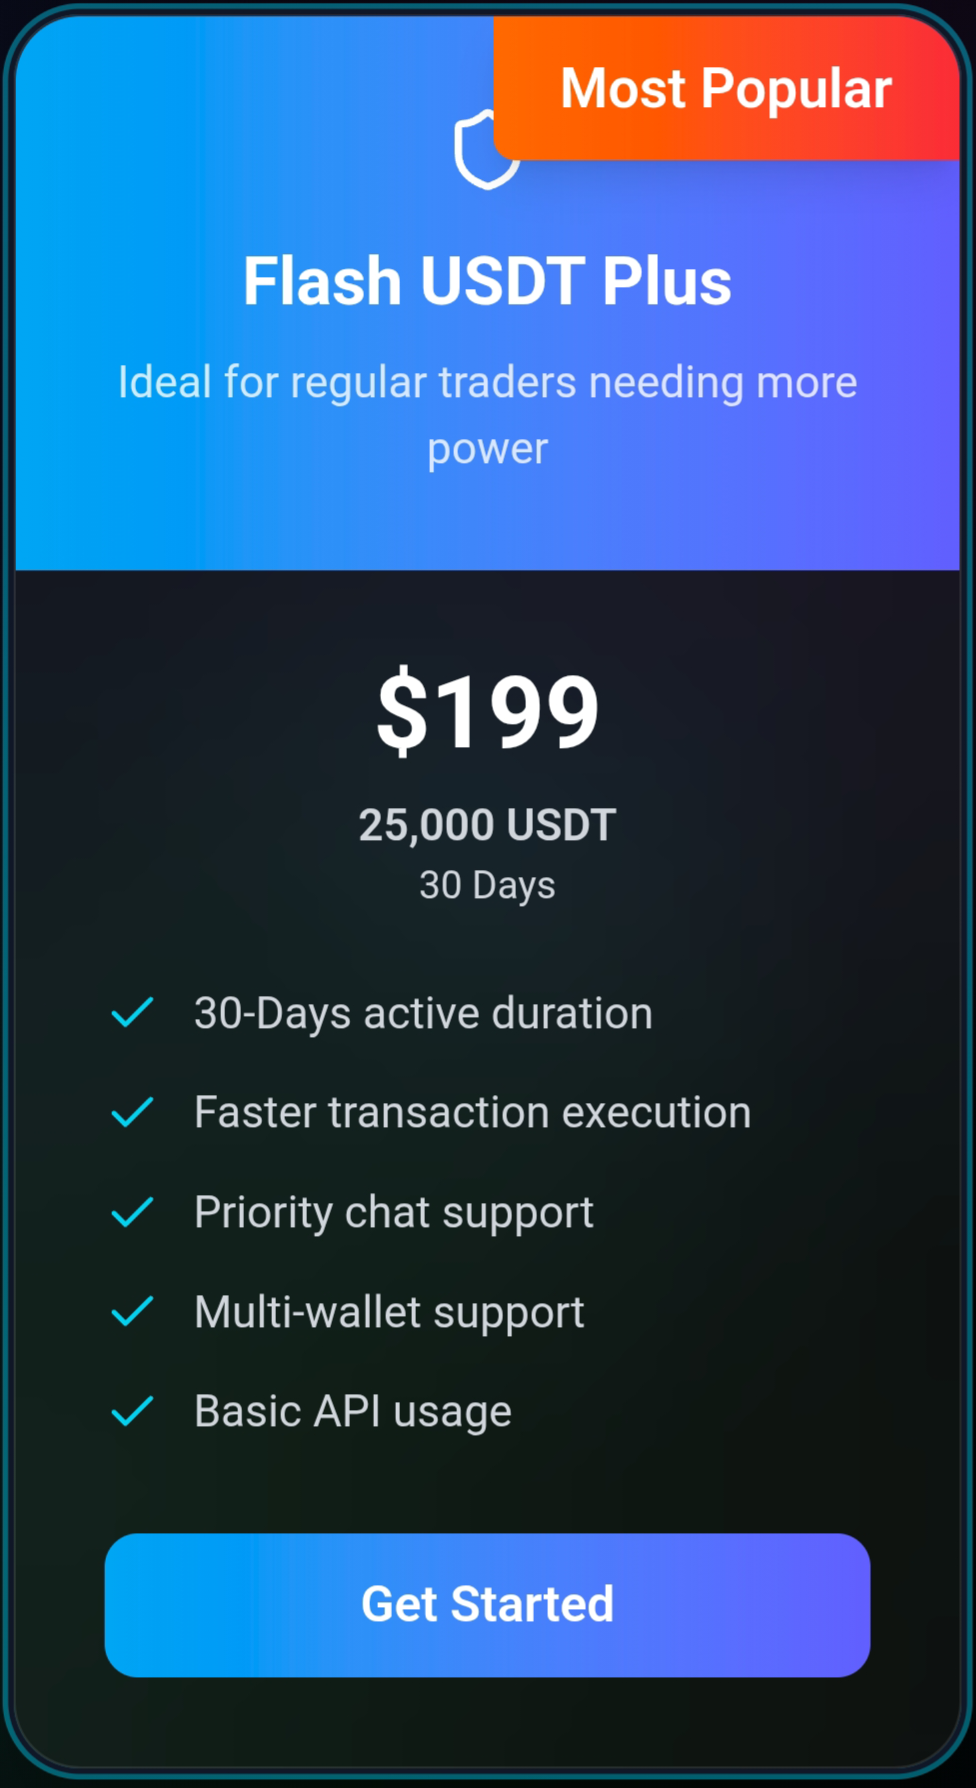 Most Popular
Flash USDT Plus
Ideal for regular traders needing more
power
$199
25,000 USDT
30 Days
30-Days active duration
Faster transaction execution
Priority chat support
Multi-wallet support
Basic API usage
Get Started